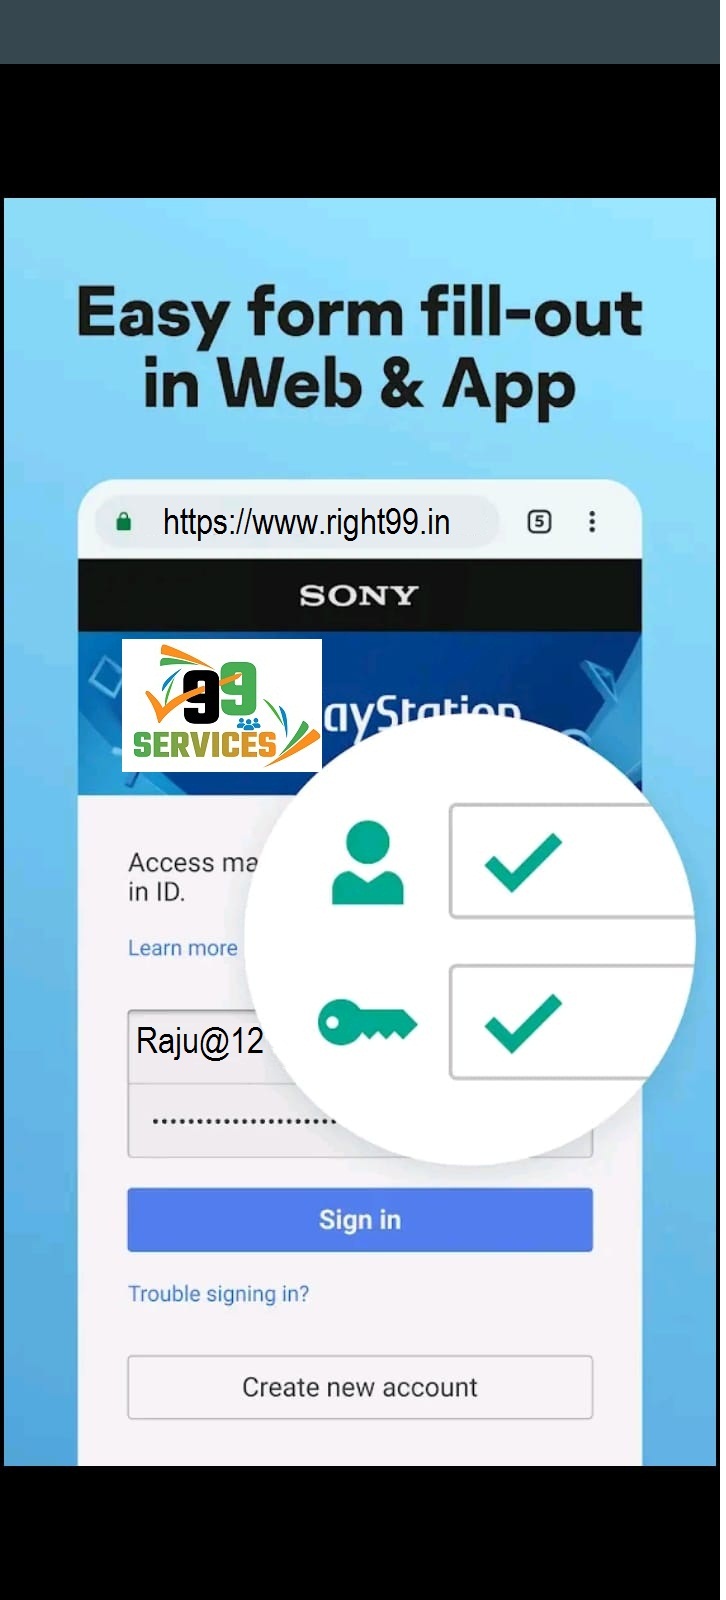 Easy form fill-out
in Web & App
https://www.right99.in
5
SONY
99
SERVICES
ayStation
Access ma
in ID.
Learn more
Raju@12
Sign in
Trouble signing in?
Create new account